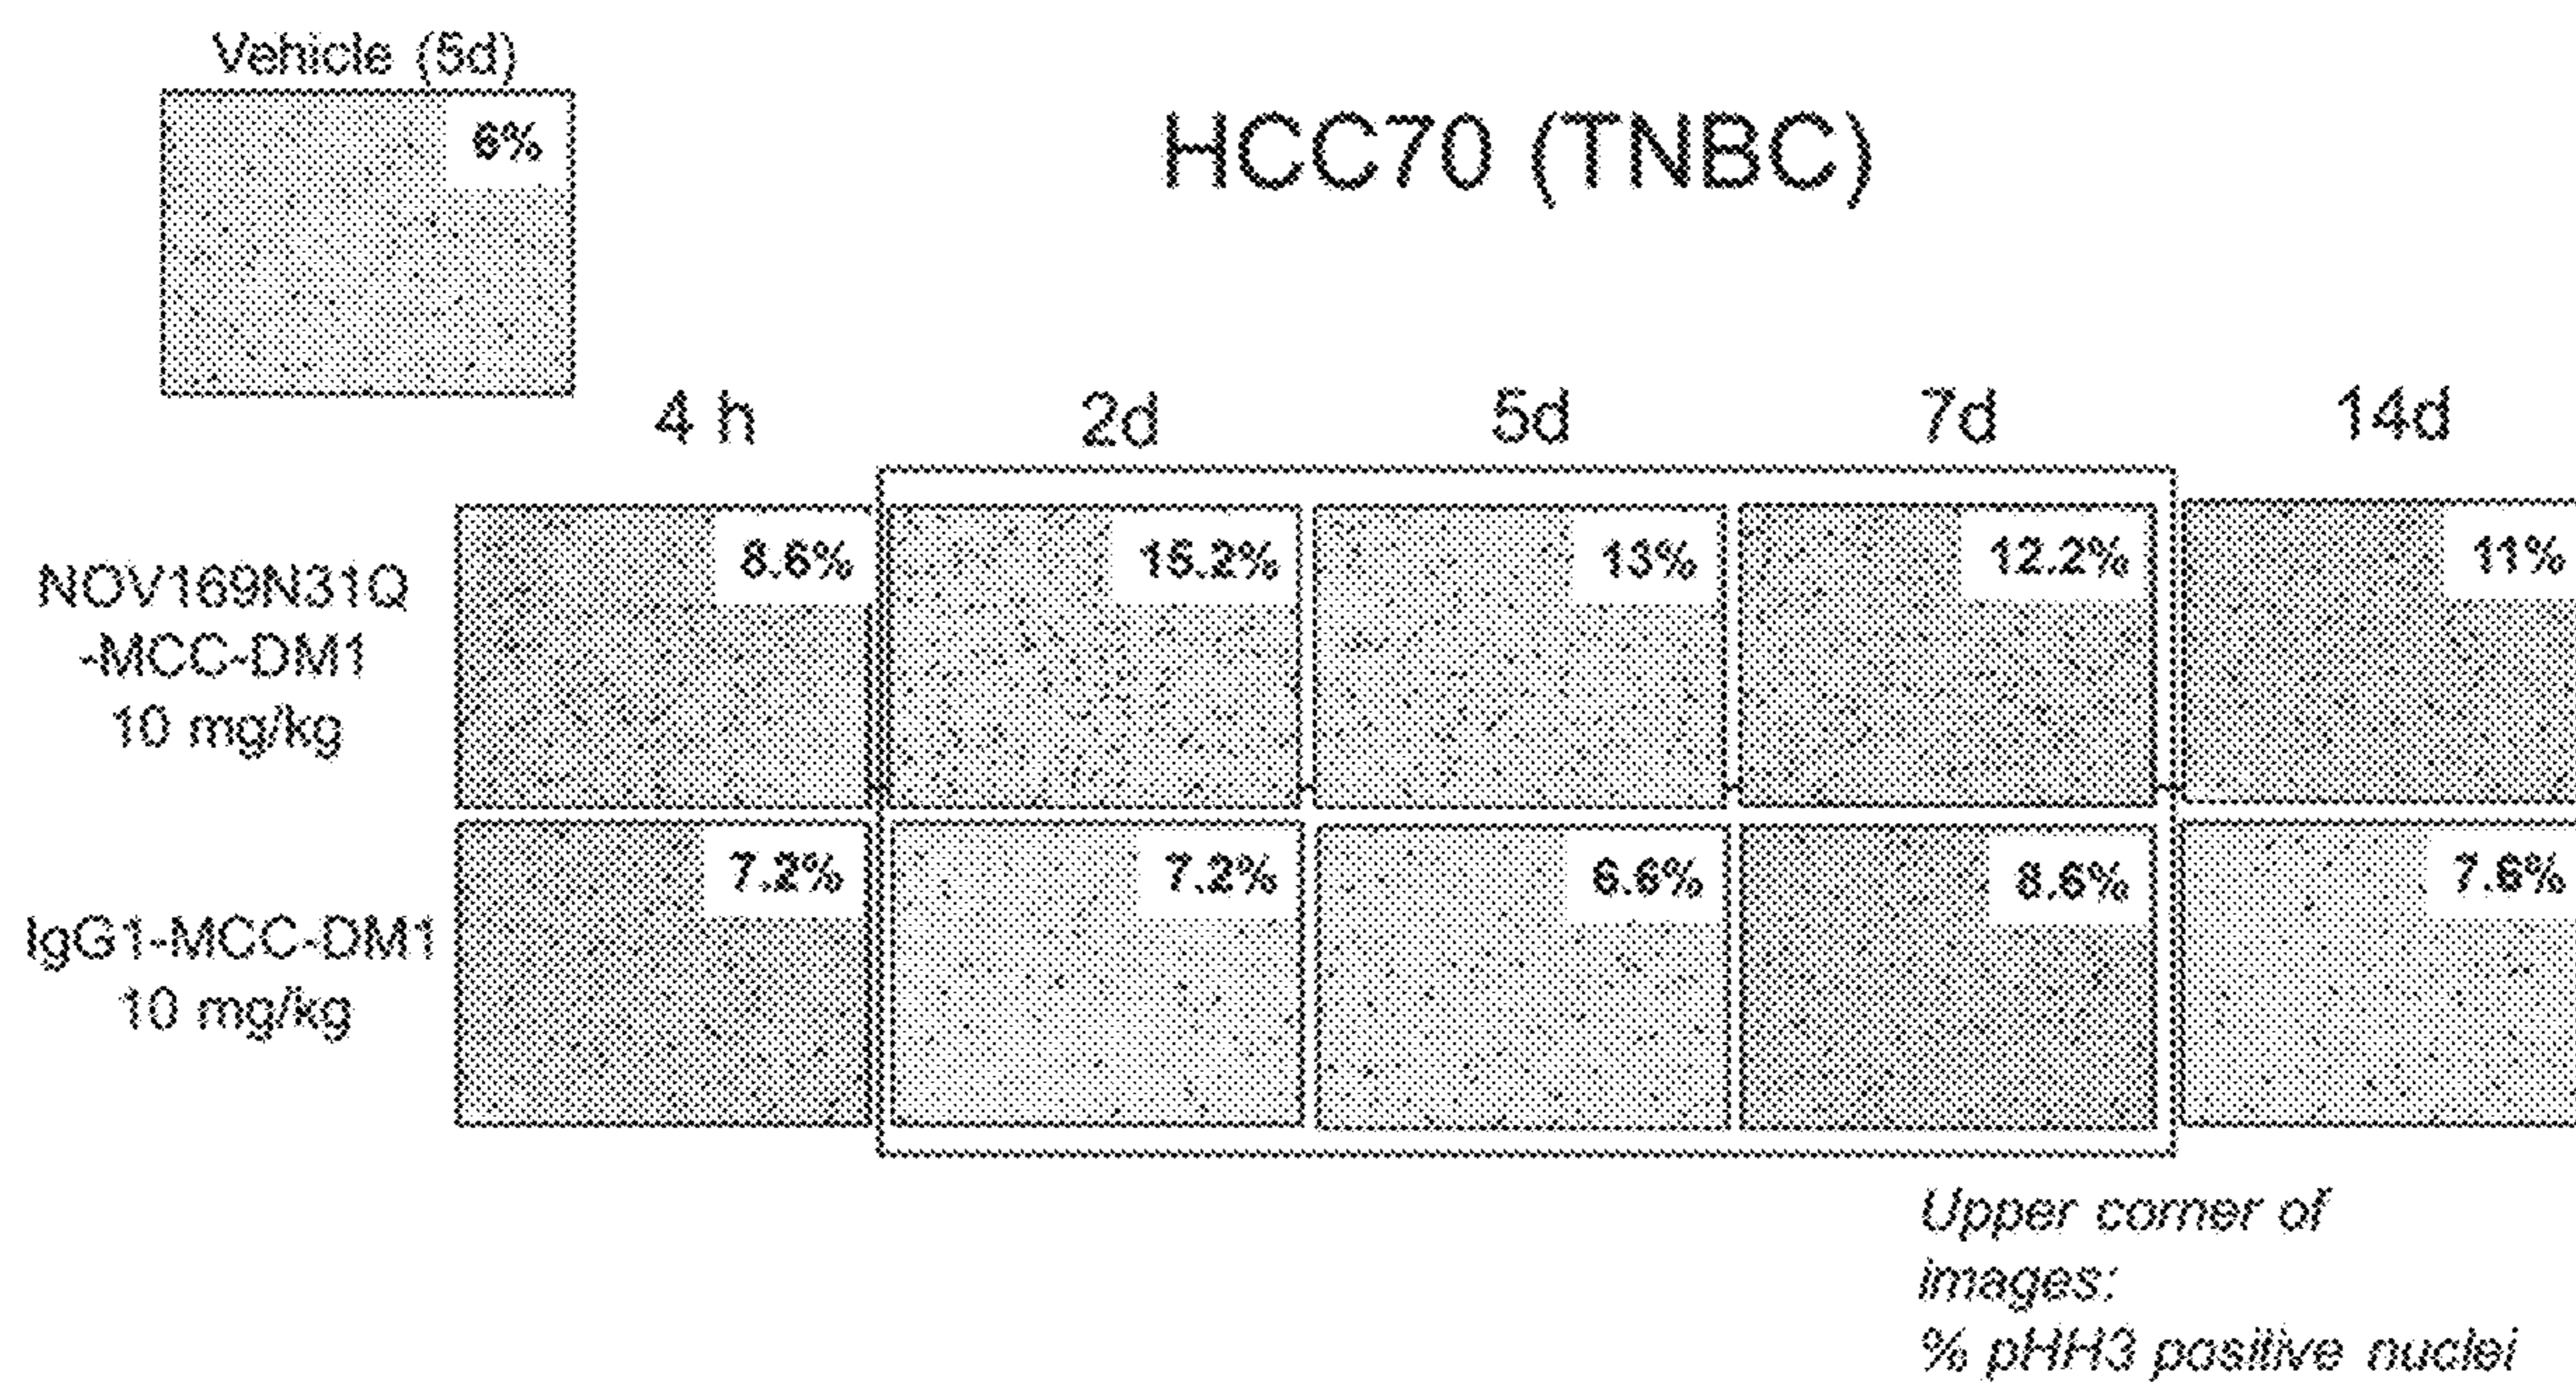 Vehicle (5d)
6%
HCC70 (TNBC)
4 h
2d
5d
7d
14d
NOV169N31Q
-MCC-DM1
10 mg/kg
8.6%
15.2%
13%
12.2%
11%
IgG1-MCC-DM1
10 mg/kg
7.2%
7.2%
6.6%
8.6%
7.6%
Upper corner of
images:
% pHH3 positive nuclei